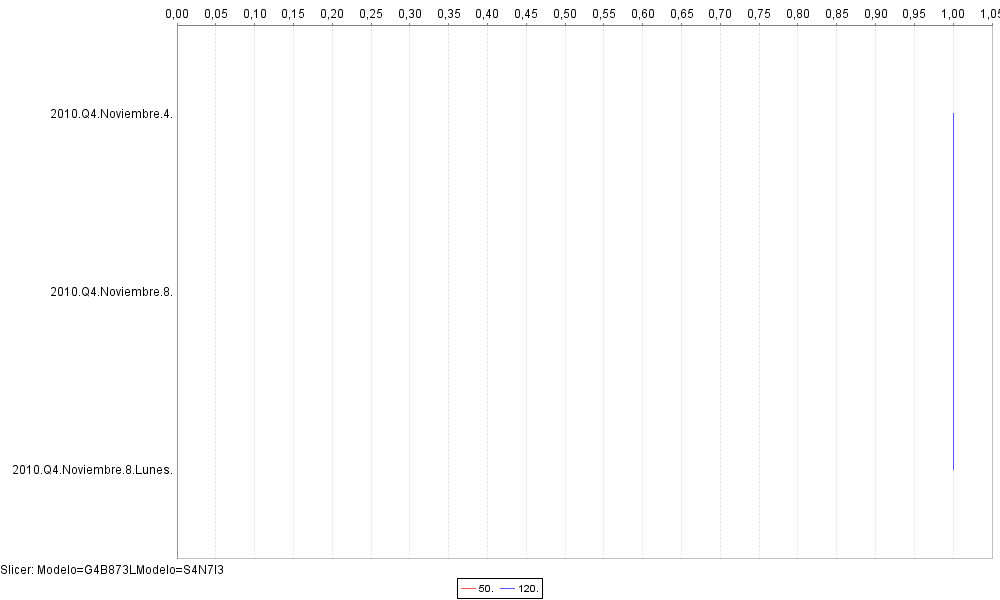 0,00 0,05 0,10 0,15 0,20 0,25 0,30 0,35 0,40 0,45 0,50 0,55 0,60 0,65 0,70 0,75 0,80 0,85 0,90 0,95 1,00 1,05
2010.Q4.Noviembre.4.
2010.Q4.Noviembre.8.
2010.Q4.Noviembre.8.Lunes.
Slicer: Modelo=G4B873LModelo=S4N7I3
50. 120.